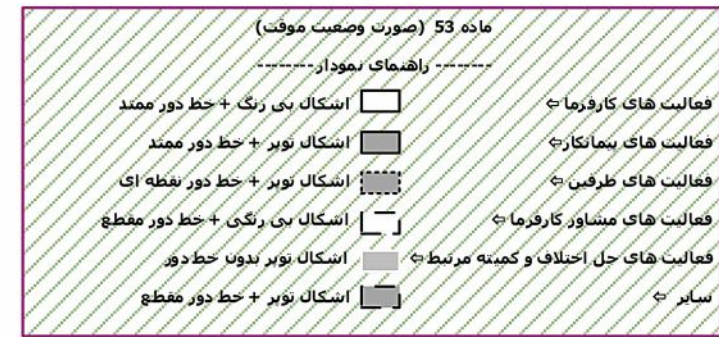 ماده 53 (صورت وضعیت موقت)
-------- راهنمای نمودار--------
فعالیت های کارفرما ⇦ اشکال بی رنگ + خط دور ممتد
فعالیت های پیمانکار⇦ اشکال توپر + خط دور ممتد
فعالیت های طرفین ⇦ اشکال توپر + خط دور نقطه ای
فعالیت های مشاور کارفرما ⇦ اشکال بی رنگی + خط دور مقطع
فعالیت های حل اختلاف و کمیته مرتبط ⇦ اشکال توپر بدون خط دور
سایر ⇦ اشکال توپر + خط دور مقطع